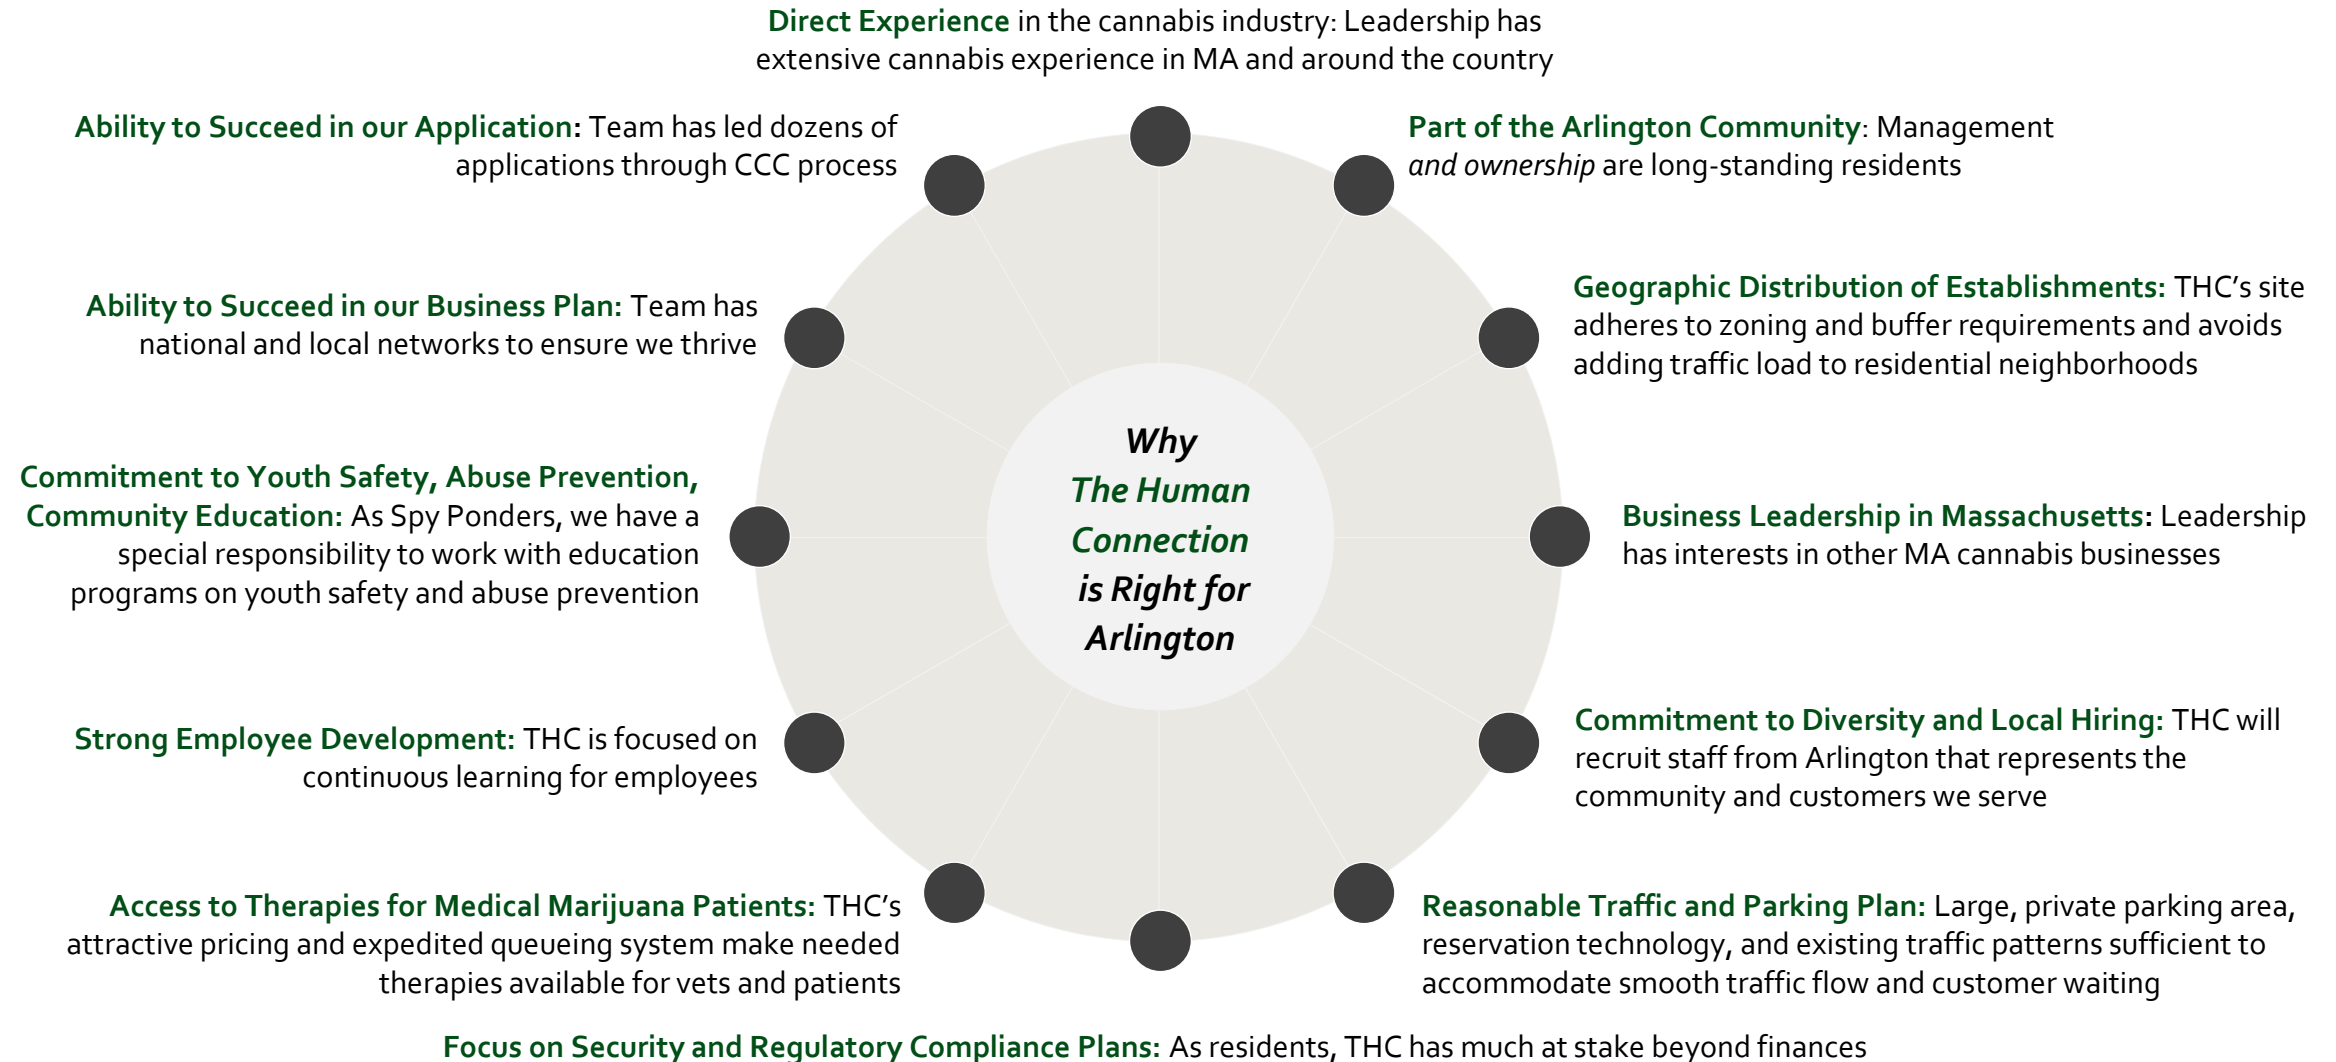 Direct Experience in the cannabis industry: Leadership has
extensive cannabis experience in MA and around the country
Part of the Arlington Community: Management
and ownership are long-standing residents
Geographic Distribution of Establishments: THC’s site
adheres to zoning and buffer requirements and avoids
adding traffic load to residential neighborhoods
Business Leadership in Massachusetts: Leadership
has interests in other MA cannabis businesses
Commitment to Diversity and Local Hiring: THC will
recruit staff from Arlington that represents the
community and customers we serve
Reasonable Traffic and Parking Plan: Large, private parking area,
reservation technology, and existing traffic patterns sufficient to
accommodate smooth traffic flow and customer waiting
Focus on Security and Regulatory Compliance Plans: As residents, THC has much at stake beyond finances
Access to Therapies for Medical Marijuana Patients: THC’s
attractive pricing and expedited queueing system make needed
therapies available for vets and patients
Strong Employee Development: THC is focused on
continuous learning for employees
Commitment to Youth Safety, Abuse Prevention,
Community Education: As Spy Ponders, we have a
special responsibility to work with education
programs on youth safety and abuse prevention
Ability to Succeed in our Business Plan: Team has
national and local networks to ensure we thrive
Ability to Succeed in our Application: Team has led dozens of
applications through CCC process
Why
The Human
Connection
is Right for
Arlington